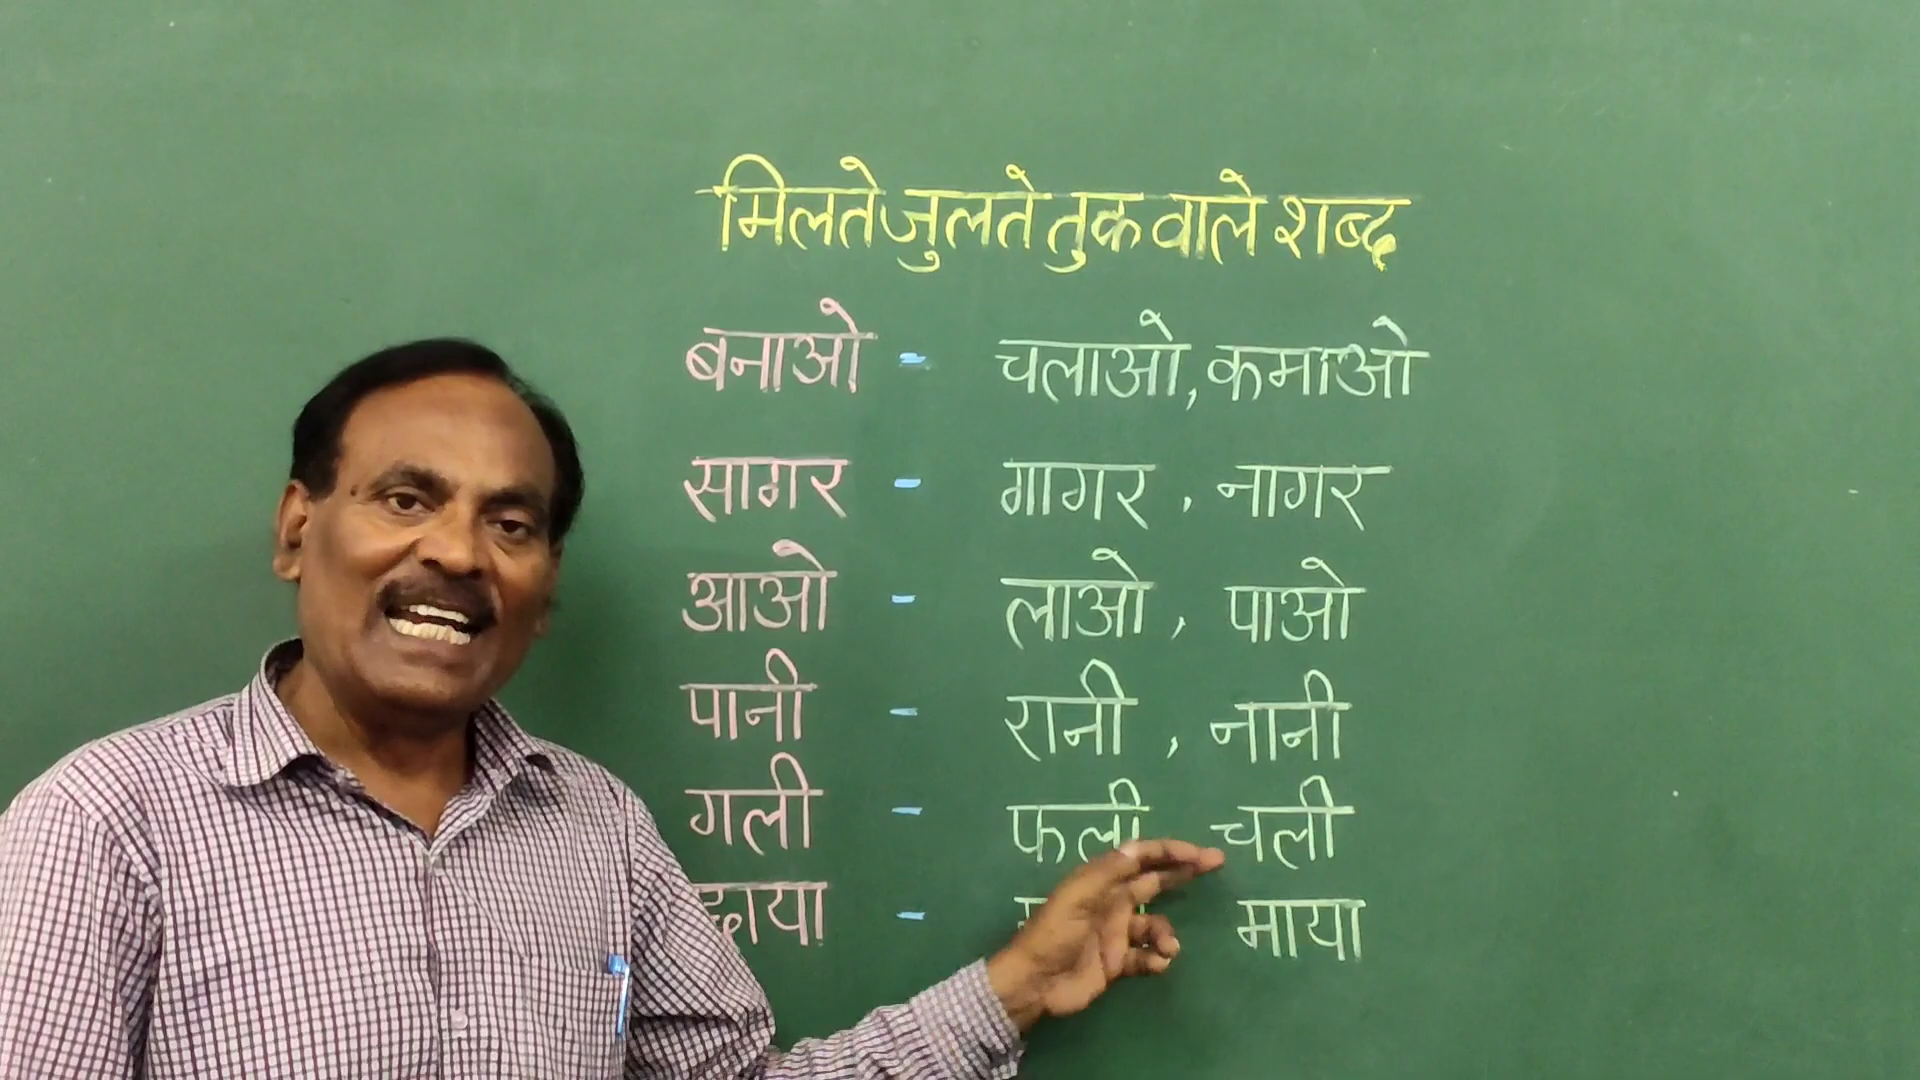 मिलते जुलते तुक वाले शब्द
बनाओ - चलाओ, कमाओ
सागर - गागर, नागर
आओ - लाओ, पाओ
पानी - रानी, नानी
गली - फली चली
छाया - माया